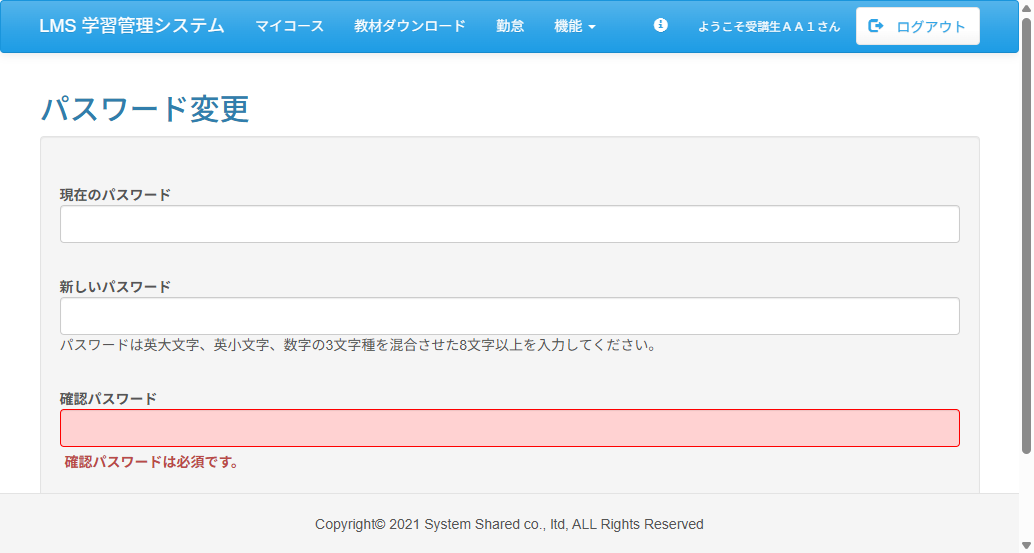 LMS 学習管理システム マイコース 教材ダウンロード 勤怠 機能 ようこそ受講生ＡＡ１さん ログアウト
パスワード変更
現在のパスワード
新しいパスワード
パスワードは英大文字、英小文字、数字の3文字種を混合させた8文字以上を入力してください。
確認パスワード
確認パスワードは必須です。
Copyright© 2021 System Shared co., ltd, ALL Rights Reserved